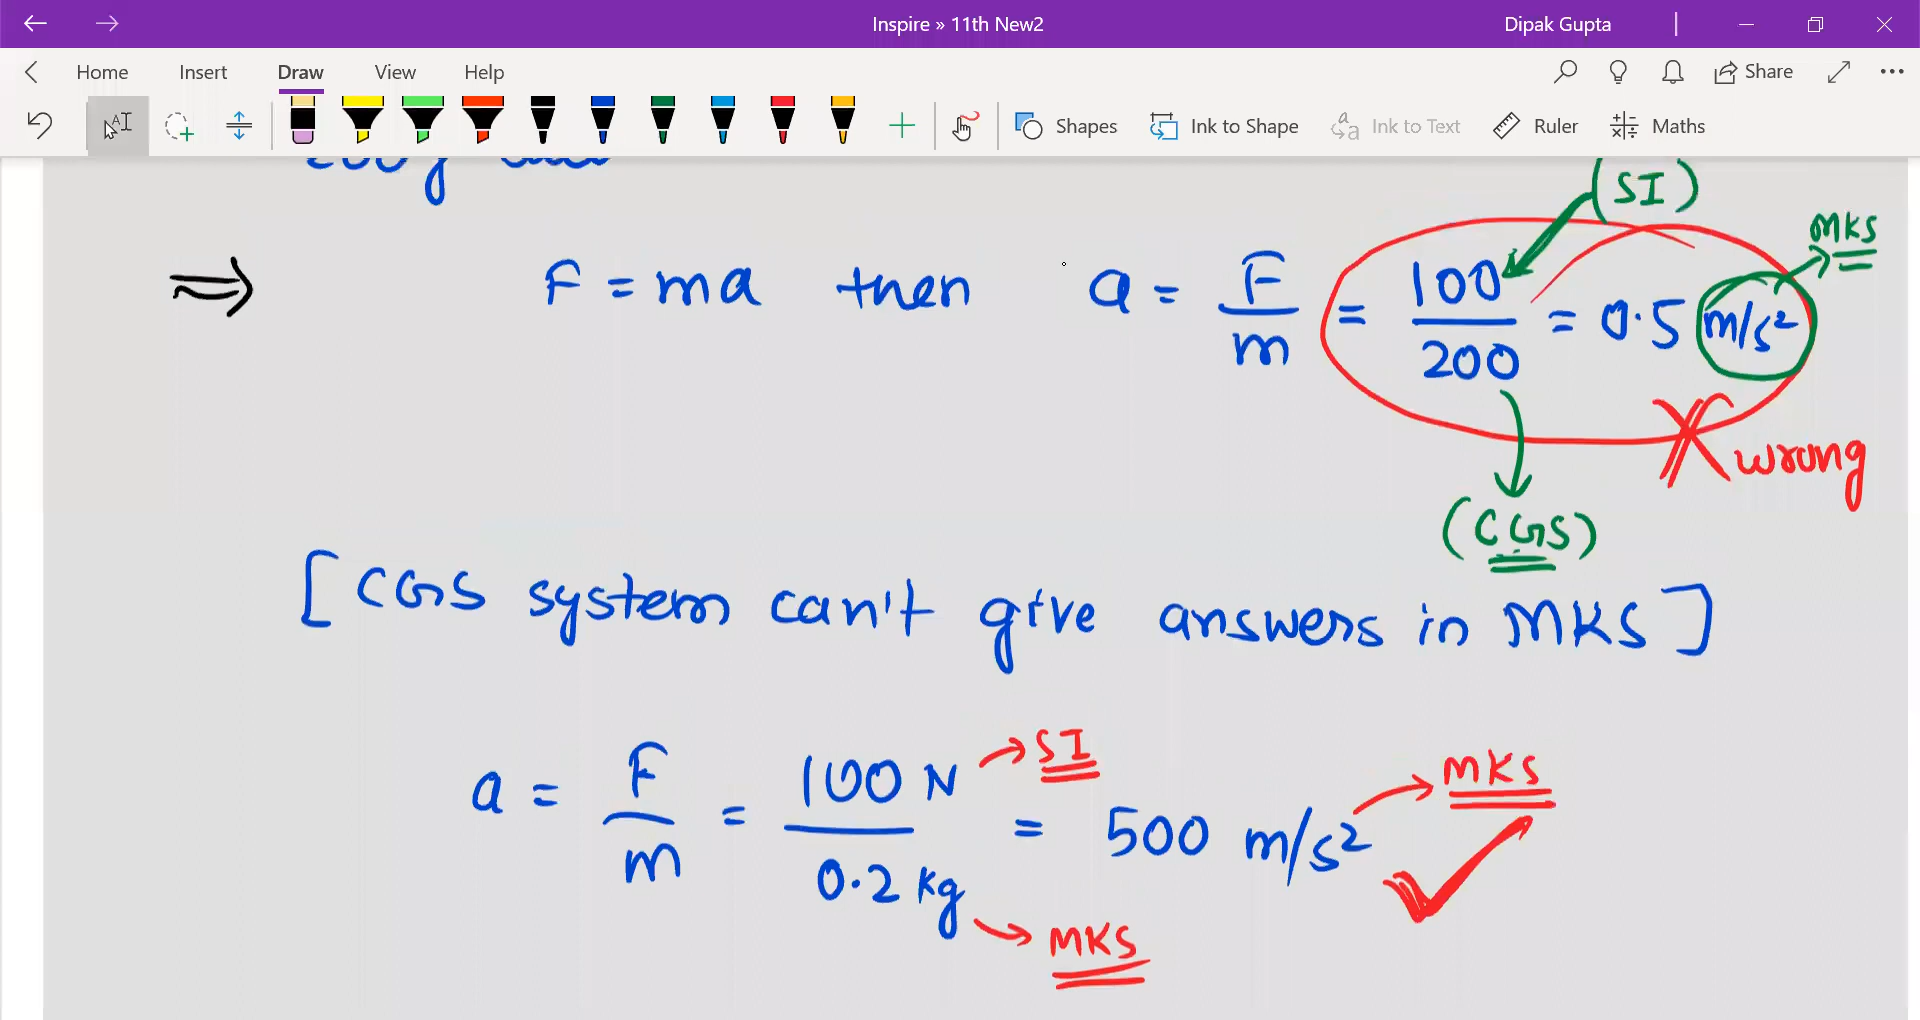 Inspire » 11th New2
Dipak Gupta
Home Insert Draw View Help
Share
Shapes Ink to Shape Ink to Text Ruler Maths
(SI)
MKS
⇒ F = ma then a = F/m = 100/200 = 0.5 m/s²
wrong
(CGS)
[CGS system can't give answers in MKS]
a = F/m = 100 N/0.2 kg = 500 m/s²
SI
MKS
MKS